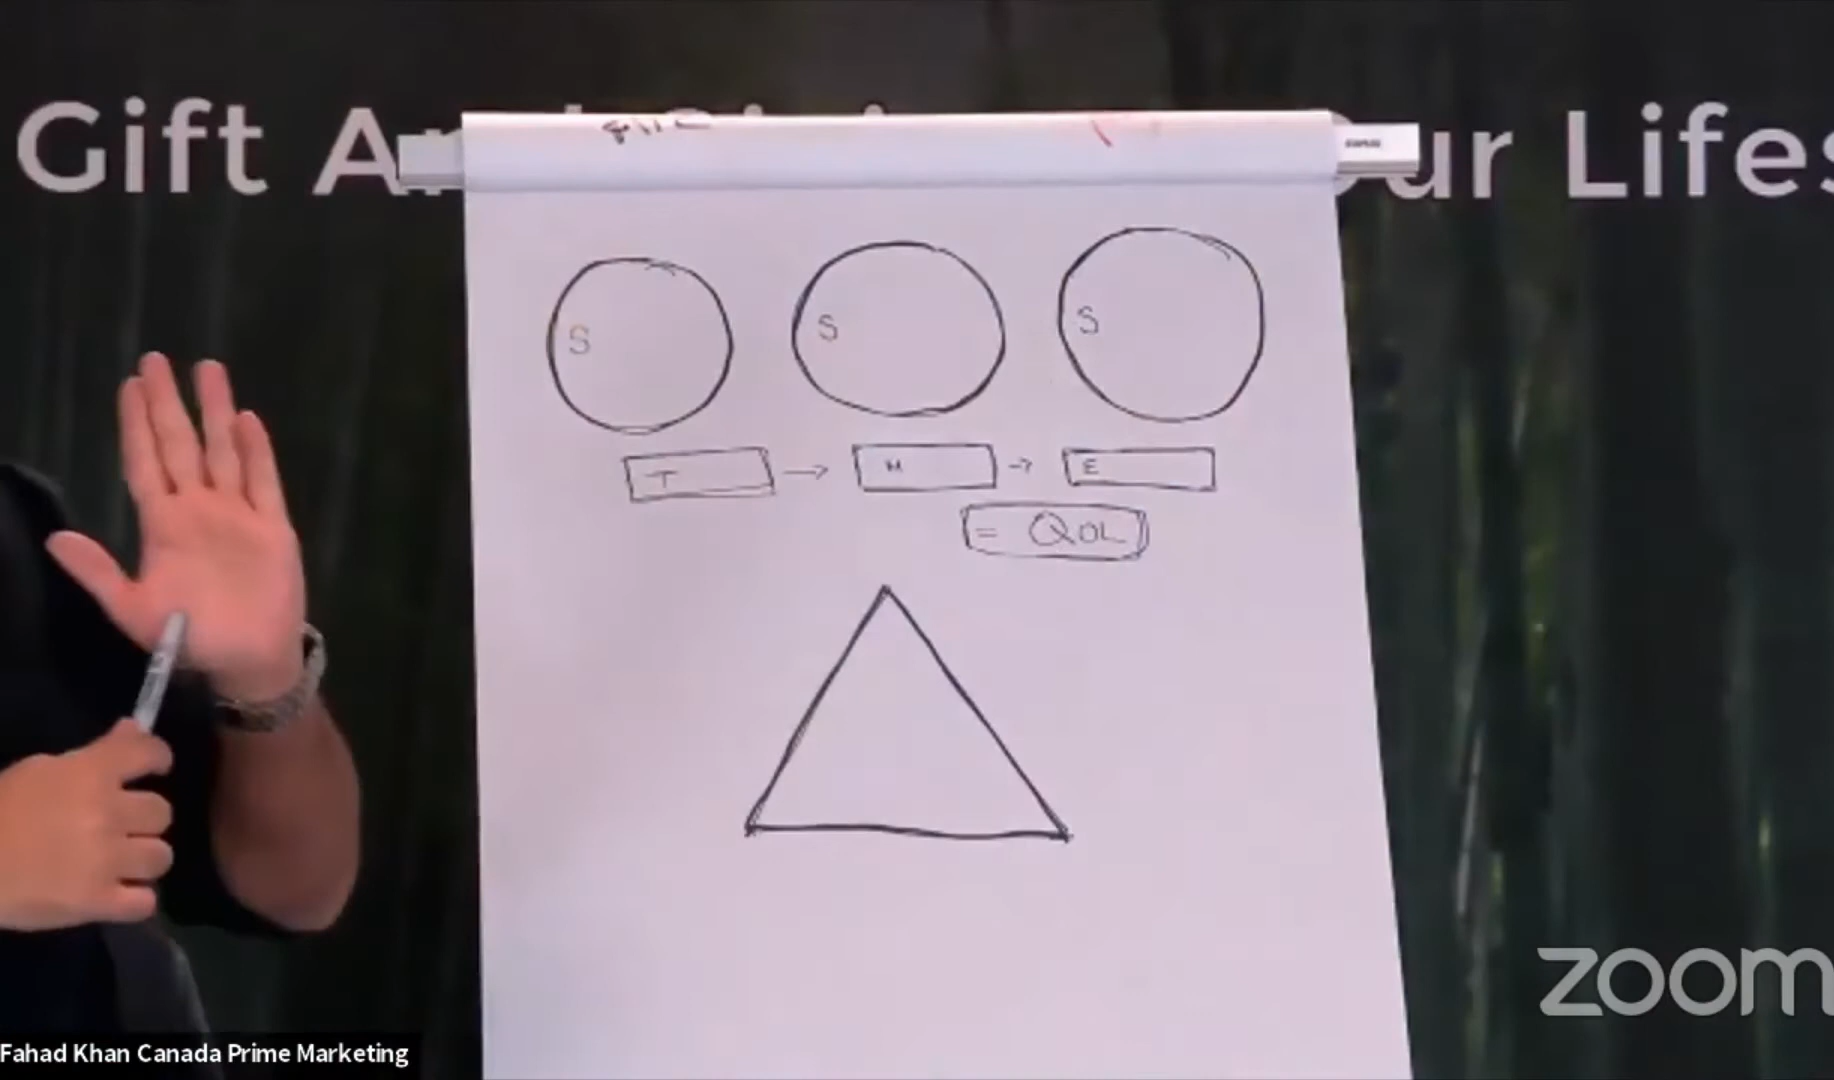 Gift A
ur Lifes
S S S
T → M → E
= QOL
zoom
Fahad Khan Canada Prime Marketing